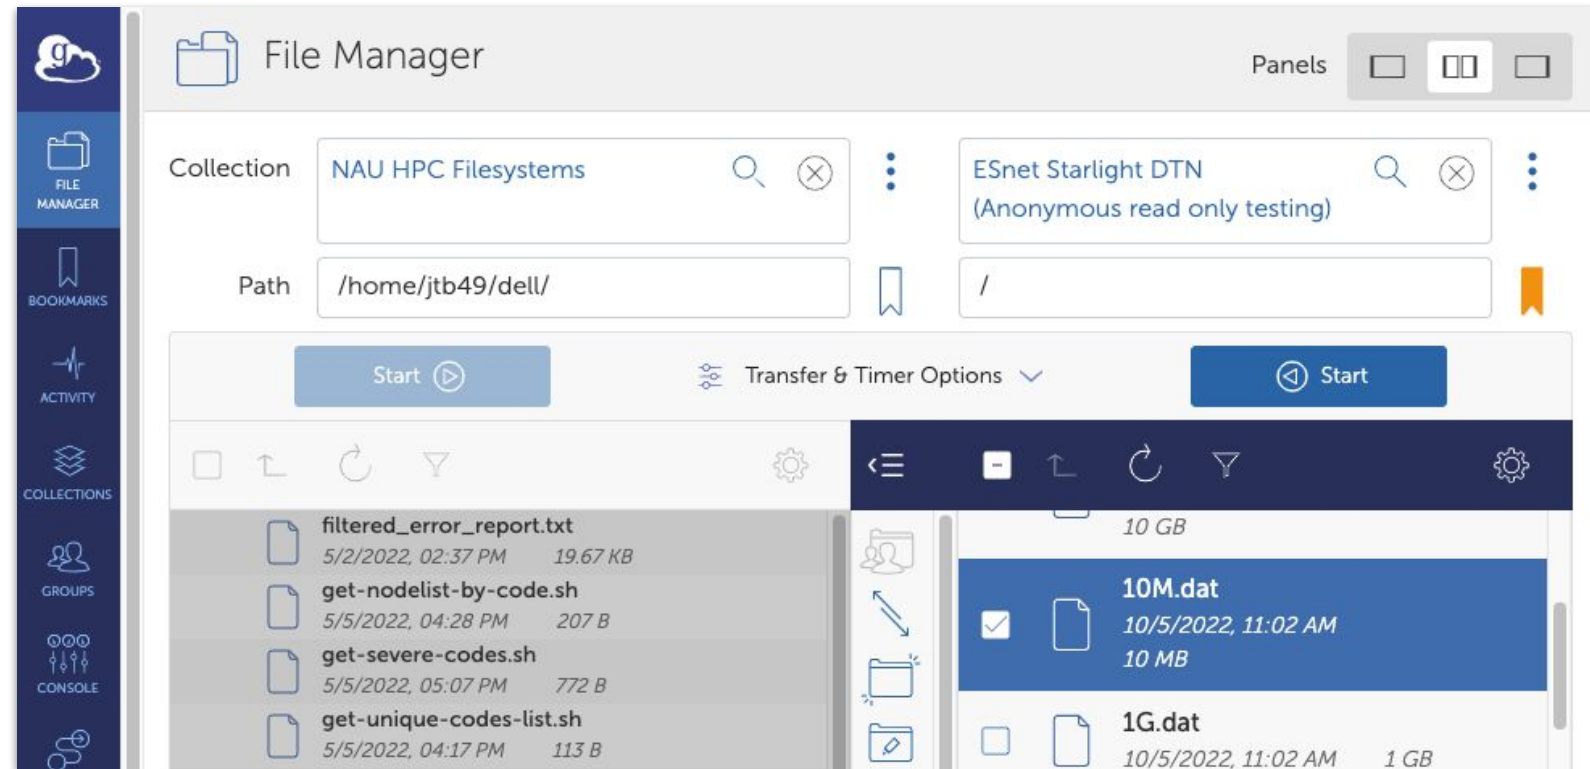 g
File Manager
Panels
FILE
MANAGER
BOOKMARKS
ACTIVITY
COLLECTIONS
GROUPS
CONSOLE
Collection
NAU HPC Filesystems
ESnet Starlight DTN
(Anonymous read only testing)
Path
/home/jtb49/dell/
/
Start
Transfer & Timer Options
Start
filtered_error_report.txt
5/2/2022, 02:37 PM 19.67 KB
get-nodelist-by-code.sh
5/5/2022, 04:28 PM 207 B
get-severe-codes.sh
5/5/2022, 05:07 PM 772 B
get-unique-codes-list.sh
5/5/2022, 04:17 PM 113 B
10 GB
10M.dat
10/5/2022, 11:02 AM
10 MB
1G.dat
10/5/2022, 11:02 AM 1 GB